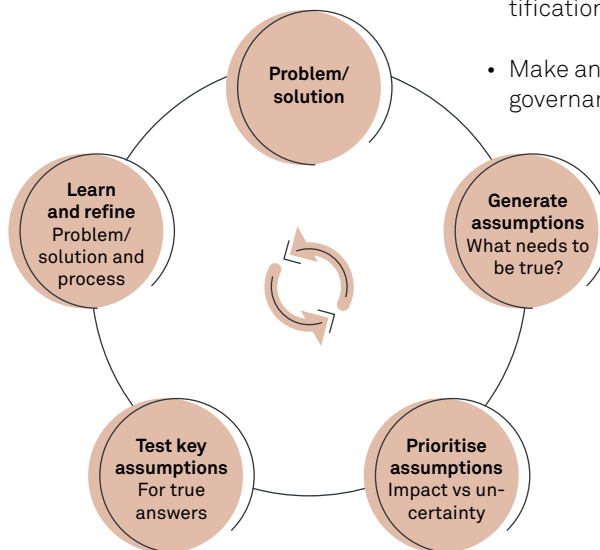 tification
• Make an
governar
Problem/
solution
Generate
assumptions
What needs to
be true?
Prioritise
assumptions
Impact vs un-
certainty
Test key
assumptions
For true
answers
Learn
and refine
Problem/
solution and
process